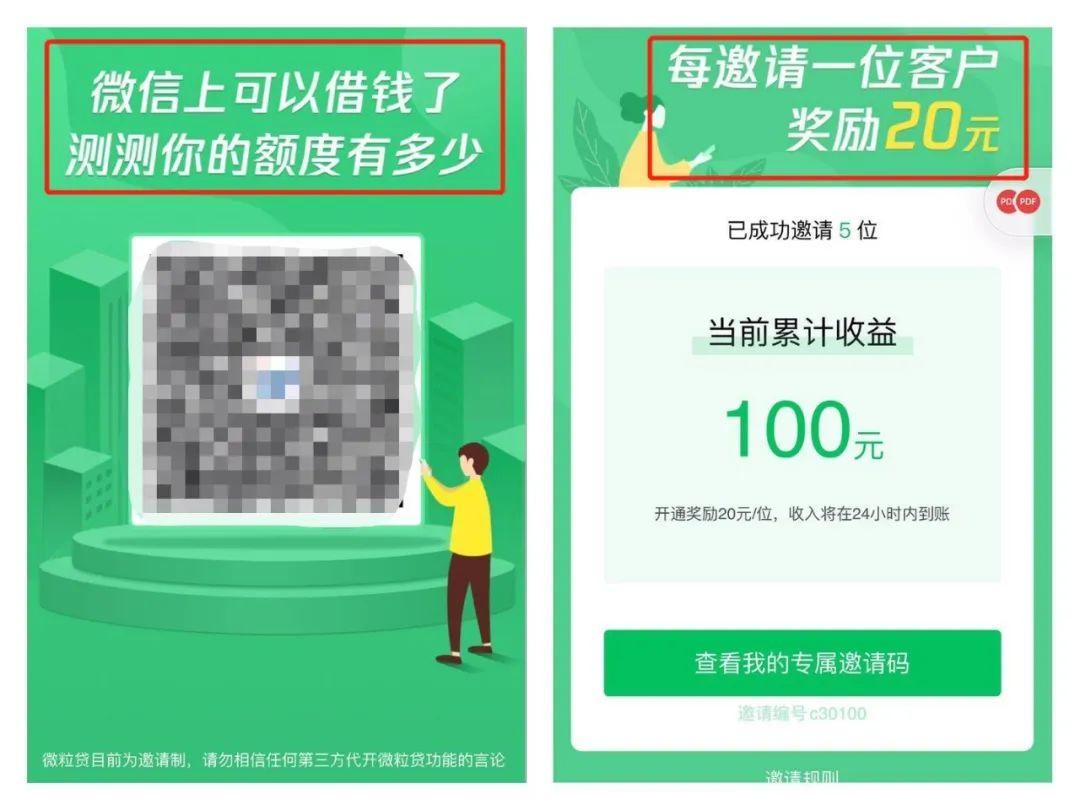 微信上可以借钱了
测测你的额度有多少
微粒贷目前为邀请制，请勿相信任何第三方代开微粒贷功能的言论
每邀请一位客户
奖励20元
PDF
已成功邀请 5 位
当前累计收益
100元
开通奖励20元/位，收入将在24小时内到账
查看我的专属邀请码
邀请编号c30100
邀请规则